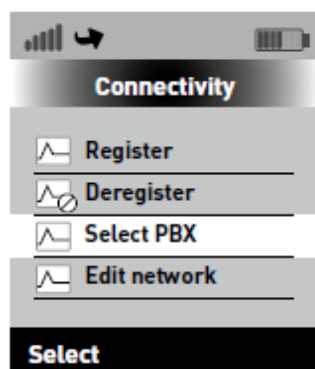 Connectivity
Register
Deregister
Select PBX
Edit network
Select